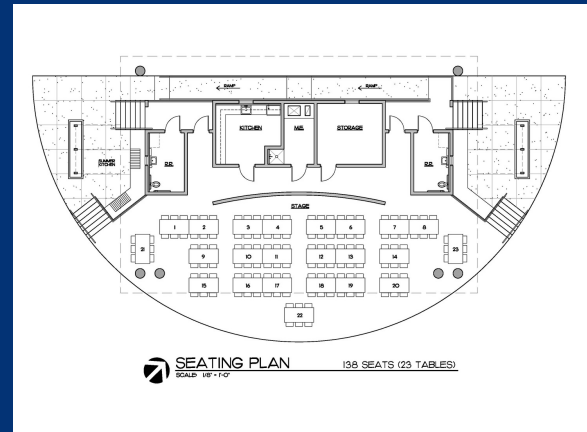 RAMP
RAMP
KITCHEN
M.E.
STORAGE
SUMMER
KITCHEN
R.R.
R.R.
STAGE
1 2 3 4 5 6 7 8
21
23
9 10 11 12 13 14
15 16 17 18 19 20
22
SEATING PLAN
138 SEATS (23 TABLES)
SCALE: 1/8" = 1'-0"